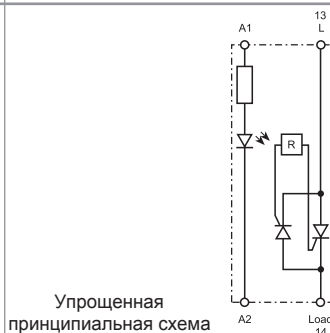 13
A1 L
R
A2 Load
14
Упрощенная
принципиальная схема